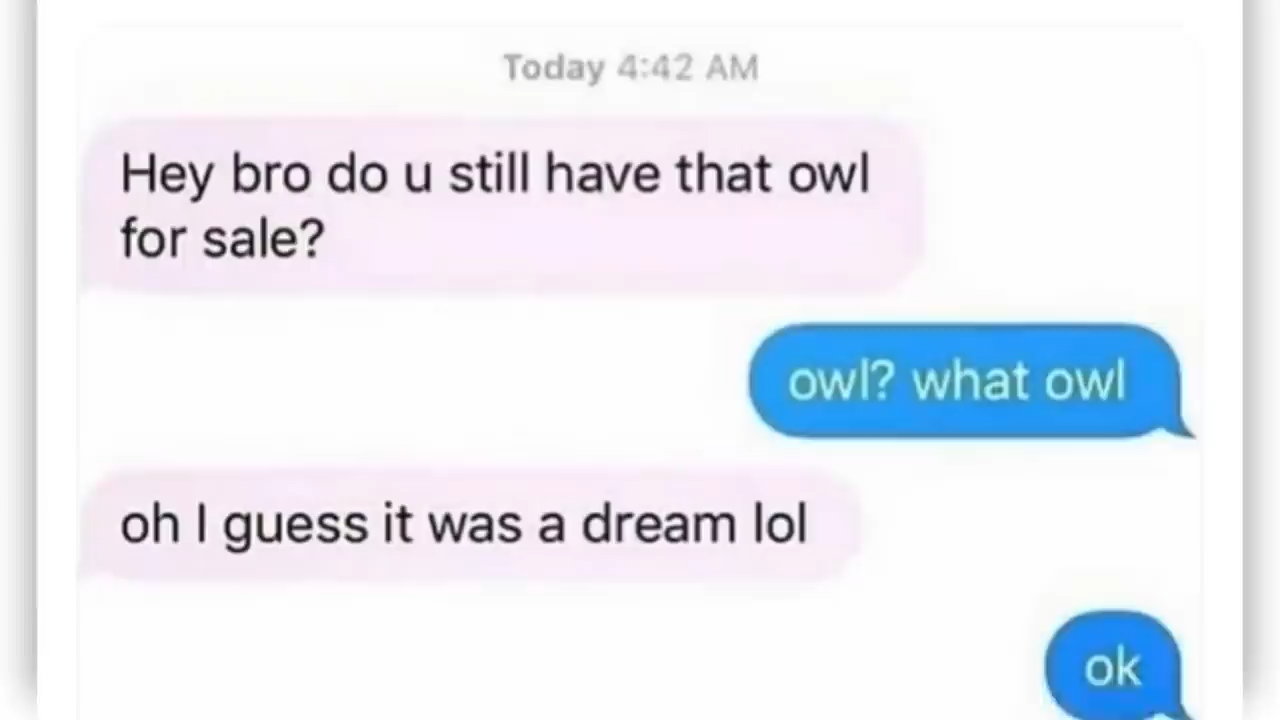 Today 4:42 AM
Hey bro do u still have that owl
for sale?
owl? what owl
oh I guess it was a dream lol
ok